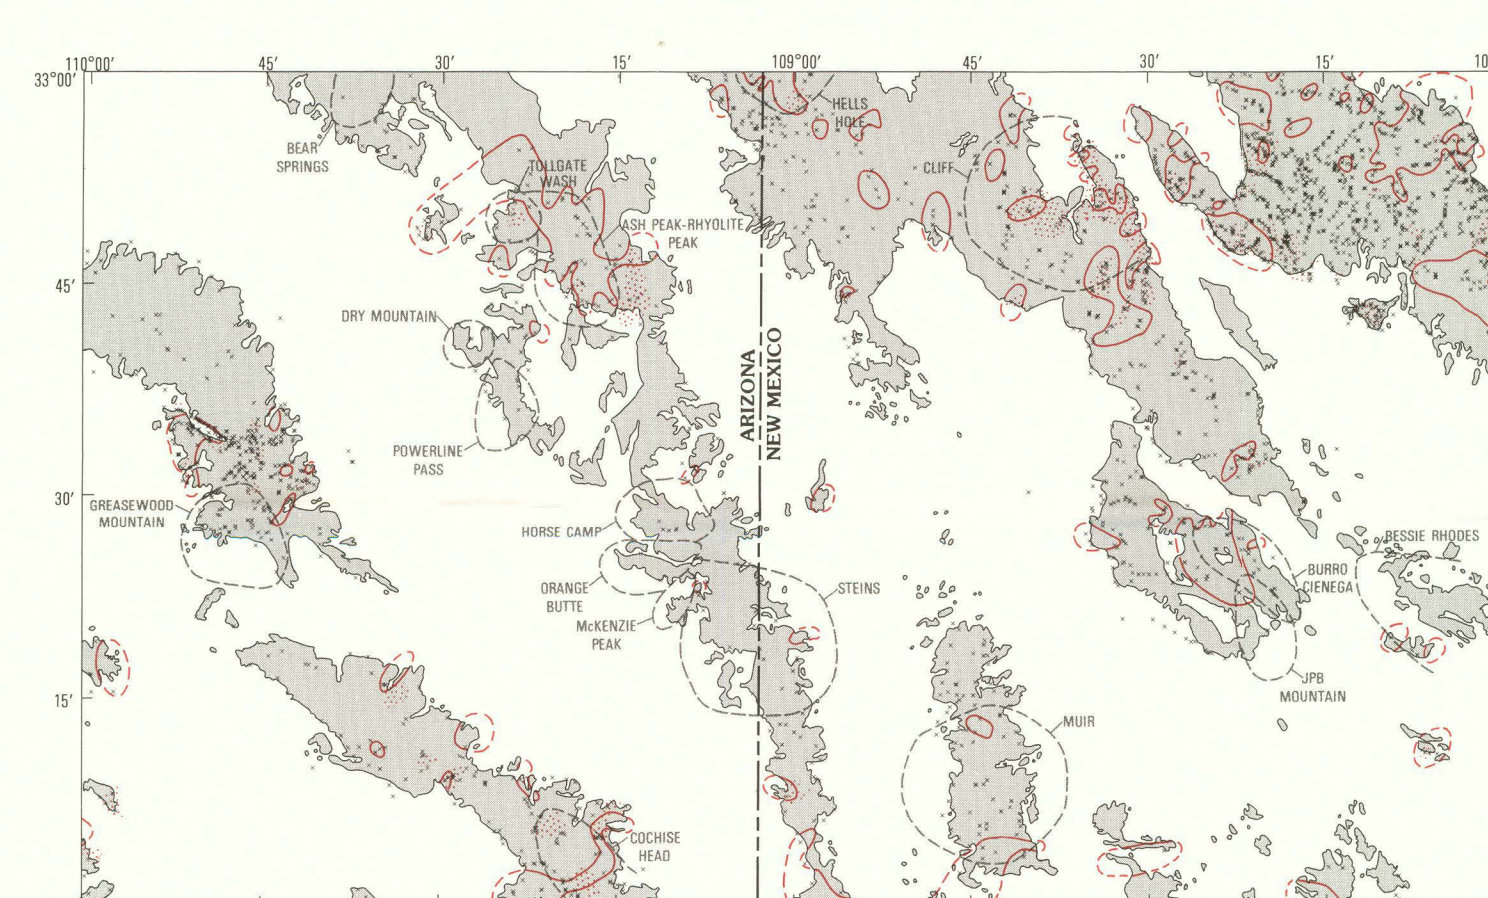 110°00'
45'
30'
15'
109°00'
45'
30'
15'
10
33°00'
HELLS
HOLE
BEAR
SPRINGS
TOLLGATE
WASH
CLIFF
ASH PEAK-RHYOLITE
PEAK
45'
DRY MOUNTAIN
ARIZONA
NEW MEXICO
POWERLINE
PASS
30'
GREASEWOOD
MOUNTAIN
HORSE CAMP
BESSIE RHODES
BURRO
CIENEGA
ORANGE
BUTTE
STEINS
McKENZIE
PEAK
JPB
MOUNTAIN
15'
MUIR
COCHISE
HEAD